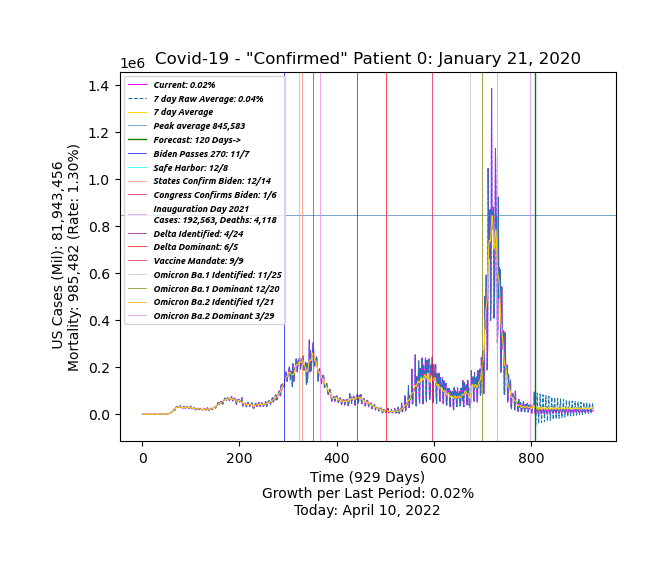 Covid-19 - "Confirmed" Patient 0: January 21, 2020
1e6
1.4
1.2
1.0
0.8
0.6
0.4
0.2
0.0
US Cases (Mil): 81,943,456
Mortality: 985,482 (Rate: 1.30%)
Current: 0.02%
7 day Raw Average: 0.04%
7 day Average
Peak average 845,583
Forecast: 120 Days->
Biden Passes 270: 11/7
Safe Harbor: 12/8
States Confirm Biden: 12/14
Congress Confirms Biden: 1/6
Inauguration Day 2021
Cases: 192,563, Deaths: 4,118
Delta Identified: 4/24
Delta Dominant: 6/5
Vaccine Mandate: 9/9
Omicron Ba.1 Identified: 11/25
Omicron Ba.1 Dominant 12/20
Omicron Ba.2 Identified 1/21
Omicron Ba.2 Dominant 3/29
0 200 400 600 800
Time (929 Days)
Growth per Last Period: 0.02%
Today: April 10, 2022